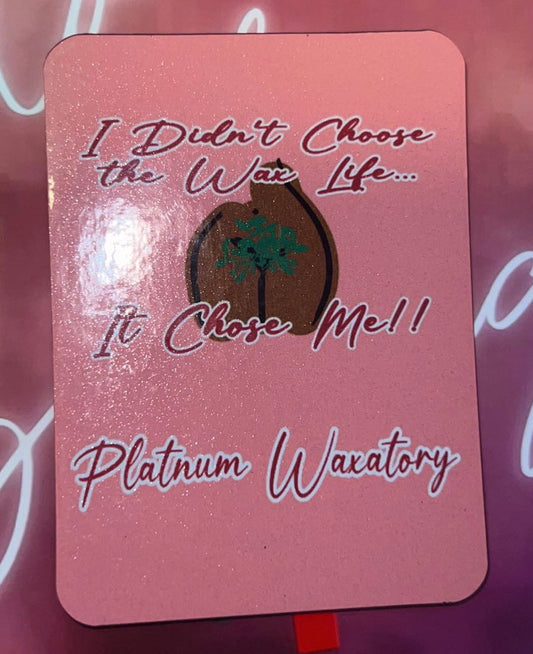 I Didn't Choose
the Wax Life...
It Chose Me!!
Platnum Waxatory